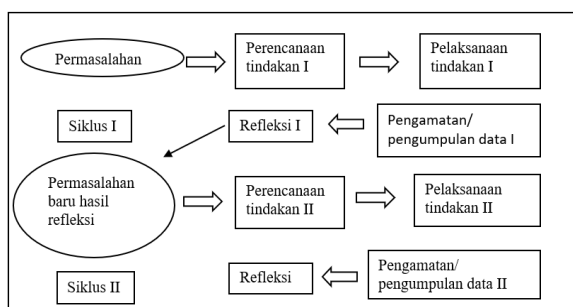 Permasalahan
Perencanaan
tindakan I
Pelaksanaan
tindakan I
Siklus I
Refleksi I
Pengamatan/
pengumpulan data I
Permasalahan
baru hasil
refleksi
Perencanaan
tindakan II
Pelaksanaan
tindakan II
Siklus II
Refleksi
Pengamatan/
pengumpulan data II